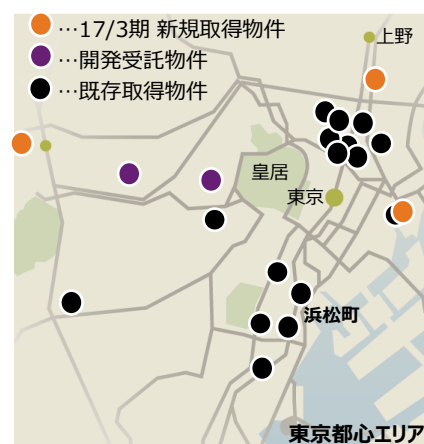 …17/3期 新規取得物件
…開発受託物件
…既存取得物件
上野
皇居
東京
浜松町
東京都心エリア